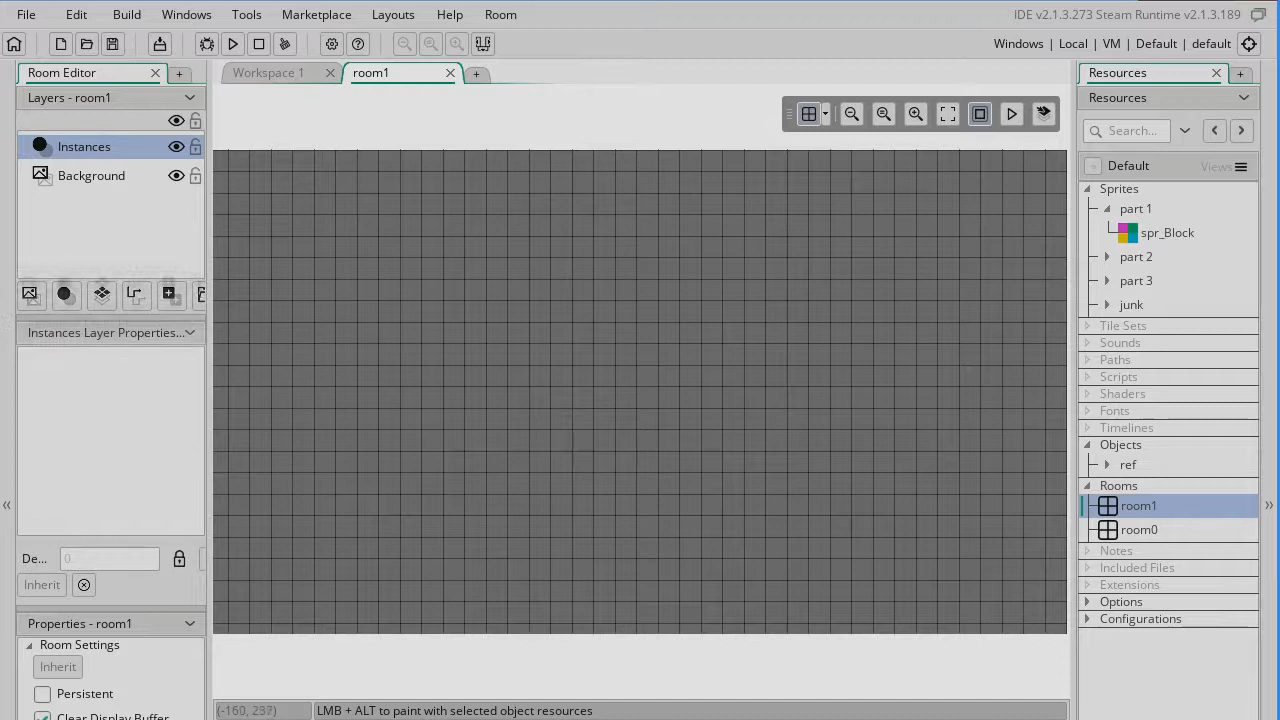 File Edit Build Windows Tools Marketplace Layouts Help Room IDE v2.1.3.273 Steam Runtime v2.1.3.189
Windows | Local | VM | Default | default
Room Editor
Workspace 1
room1
Resources
Layers - room1
Resources
Search...
Instances
Background
Default
Views
Sprites
part 1
spr_Block
part 2
part 3
junk
Tile Sets
Sounds
Paths
Scripts
Shaders
Fonts
Timelines
Objects
ref
Rooms
room1
room0
Notes
Included Files
Extensions
Options
Configurations
Instances Layer Properties...
De... 0
Inherit
Properties - room1
Room Settings
Inherit
Persistent
Clear Display Buffer
(-160, 237) LMB + ALT to paint with selected object resources